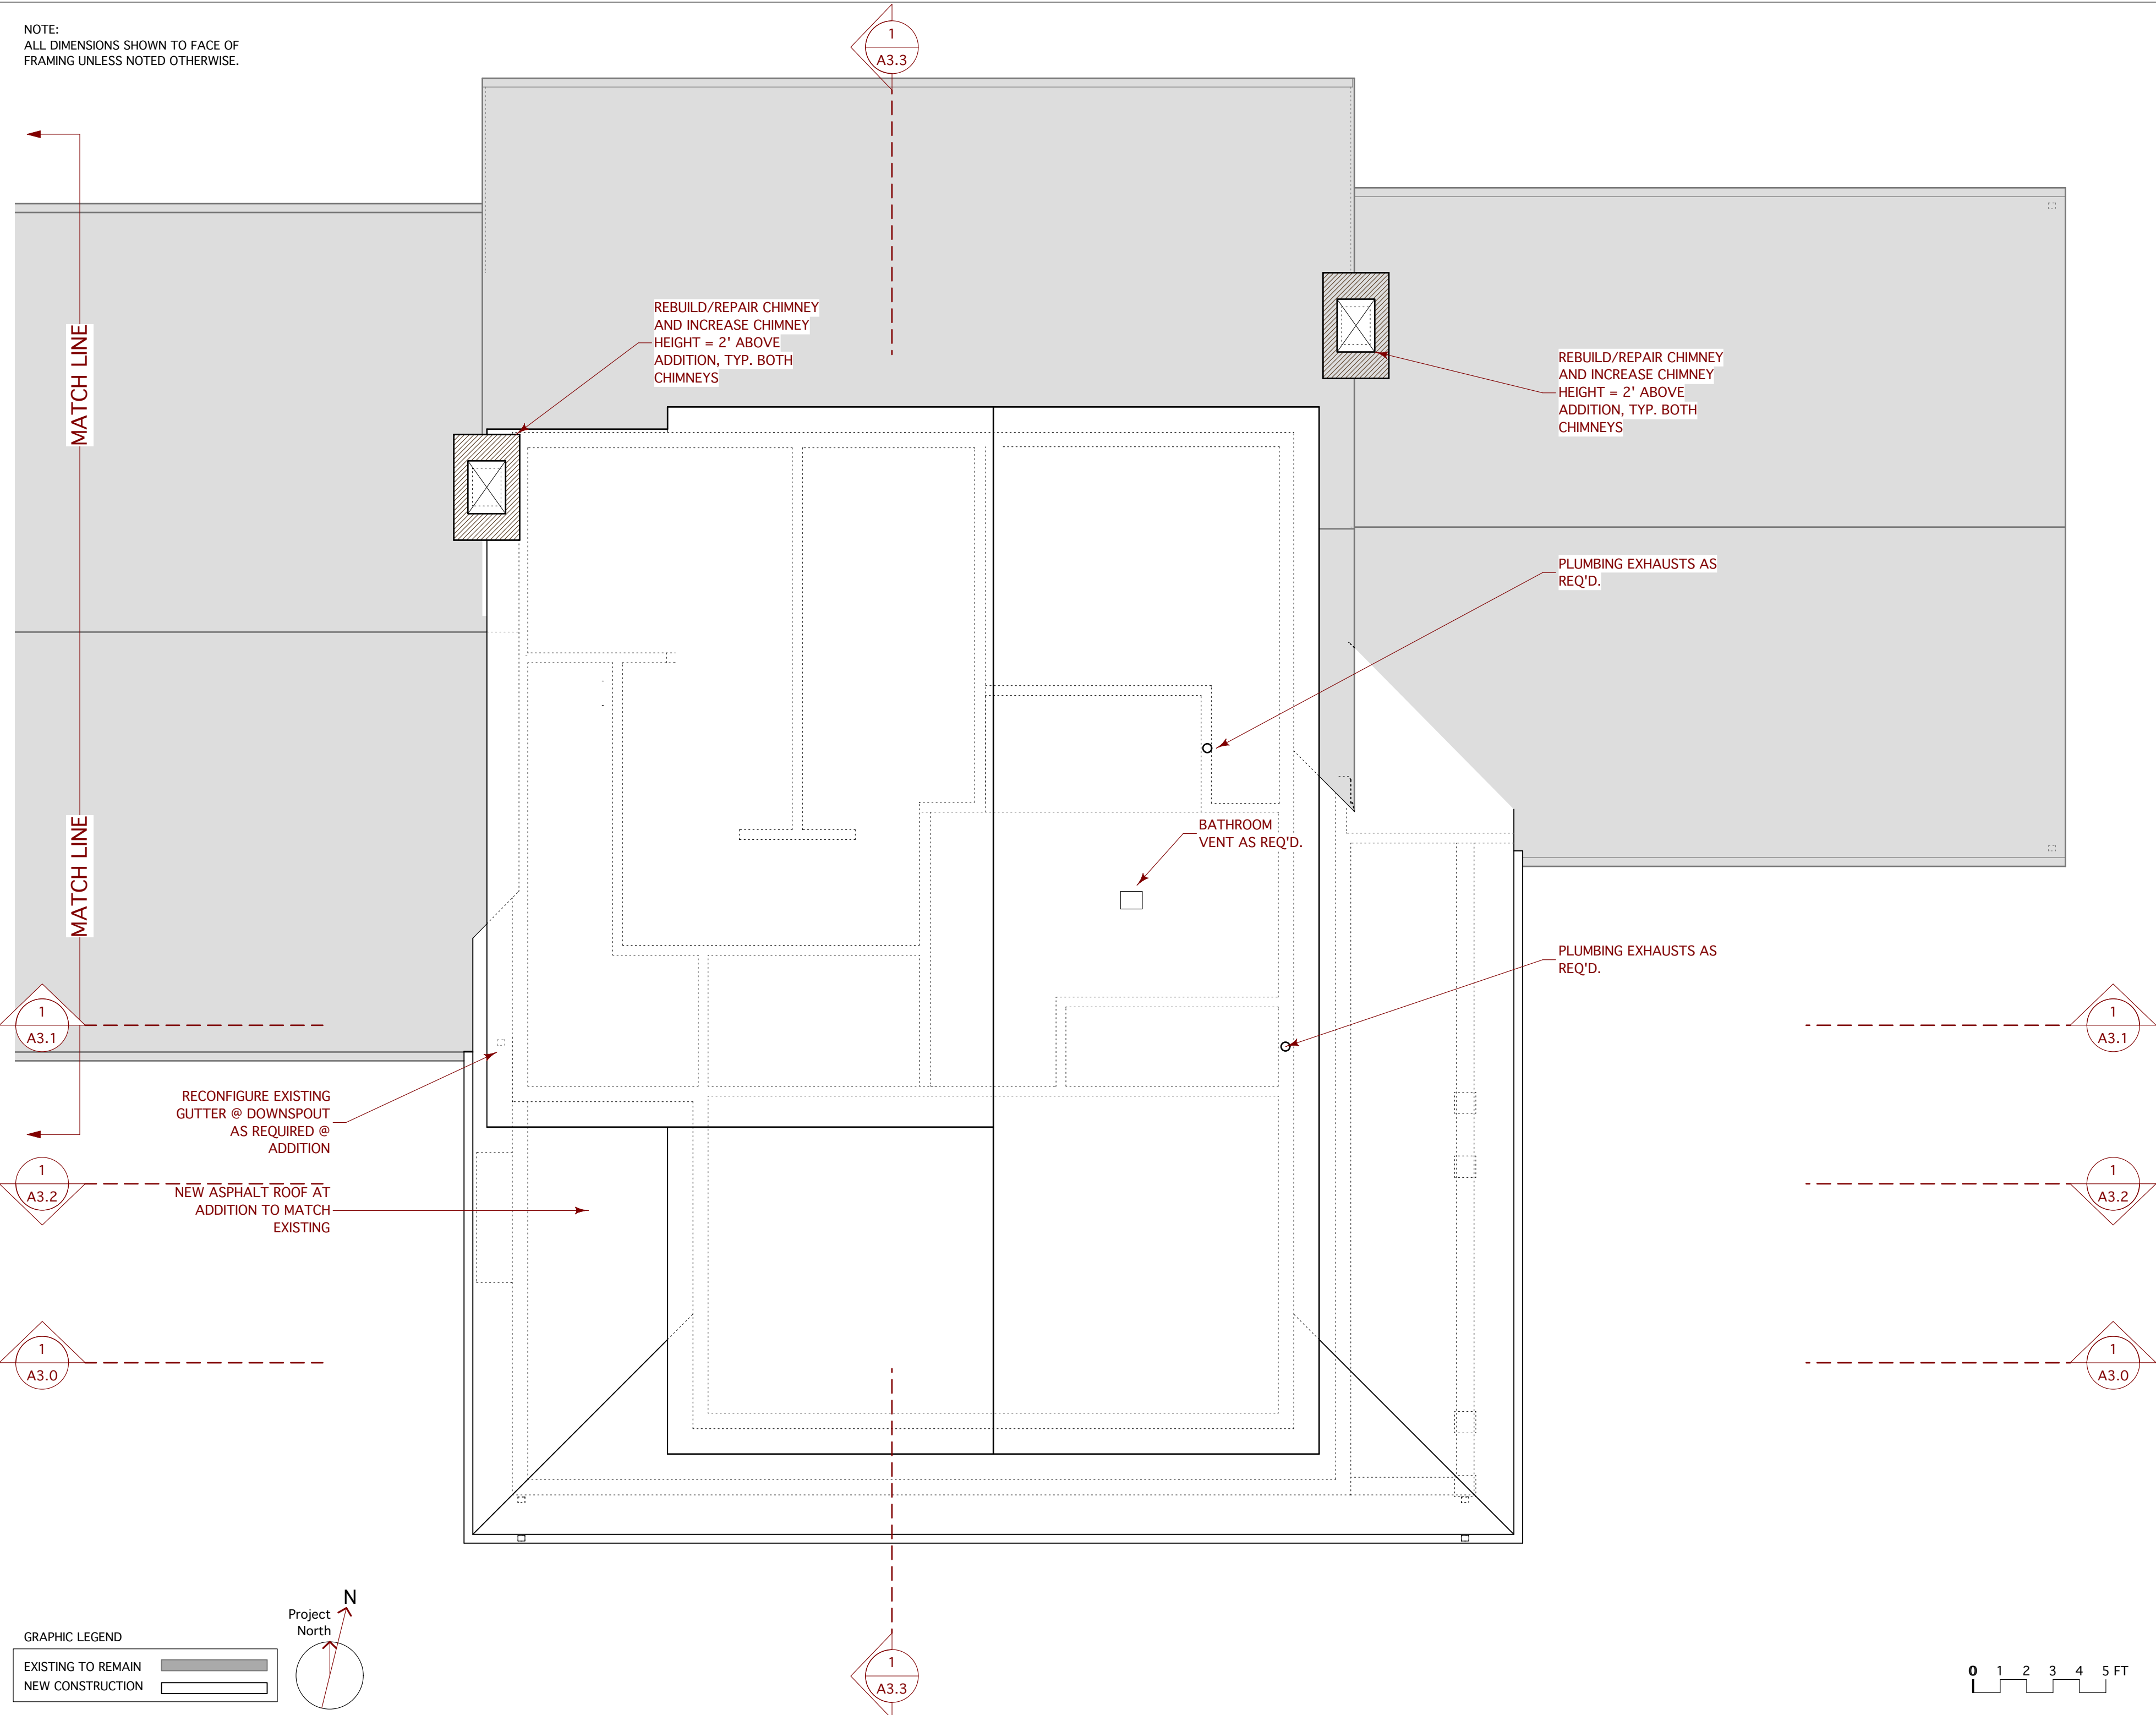 NOTE:
ALL DIMENSIONS SHOWN TO FACE OF
FRAMING UNLESS NOTED OTHERWISE.
1
A3.3
MATCH LINE
REBUILD/REPAIR CHIMNEY
AND INCREASE CHIMNEY
HEIGHT = 2' ABOVE
ADDITION, TYP. BOTH
CHIMNEYS
REBUILD/REPAIR CHIMNEY
AND INCREASE CHIMNEY
HEIGHT = 2' ABOVE
ADDITION, TYP. BOTH
CHIMNEYS
PLUMBING EXHAUSTS AS
REQ'D.
MATCH LINE
BATHROOM
VENT AS REQ'D.
PLUMBING EXHAUSTS AS
REQ'D.
1
A3.1
1
A3.1
RECONFIGURE EXISTING
GUTTER @ DOWNSPOUT
AS REQUIRED @
ADDITION
1
A3.2
1
A3.2
NEW ASPHALT ROOF AT
ADDITION TO MATCH
EXISTING
1
A3.0
1
A3.0
N
Project
North
GRAPHIC LEGEND
EXISTING TO REMAIN
NEW CONSTRUCTION
1
A3.3
0 1 2 3 4 5 FT